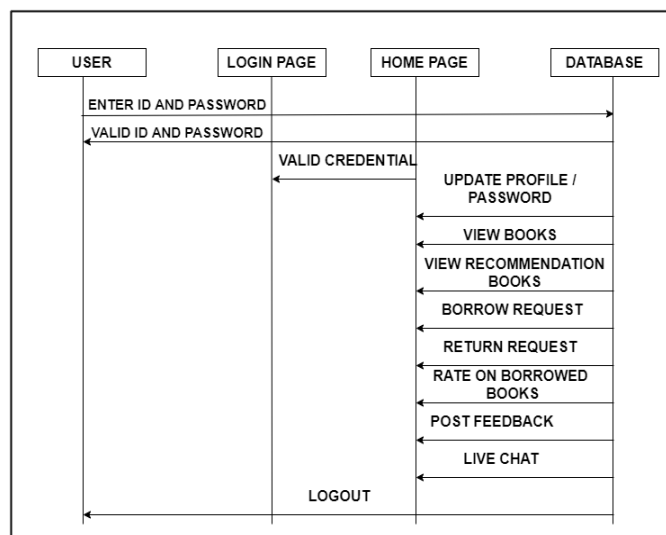 USER
LOGIN PAGE
HOME PAGE
DATABASE
ENTER ID AND PASSWORD
VALID ID AND PASSWORD
VALID CREDENTIAL
UPDATE PROFILE /
PASSWORD
VIEW BOOKS
VIEW RECOMMENDATION
BOOKS
BORROW REQUEST
RETURN REQUEST
RATE ON BORROWED
BOOKS
POST FEEDBACK
LIVE CHAT
LOGOUT